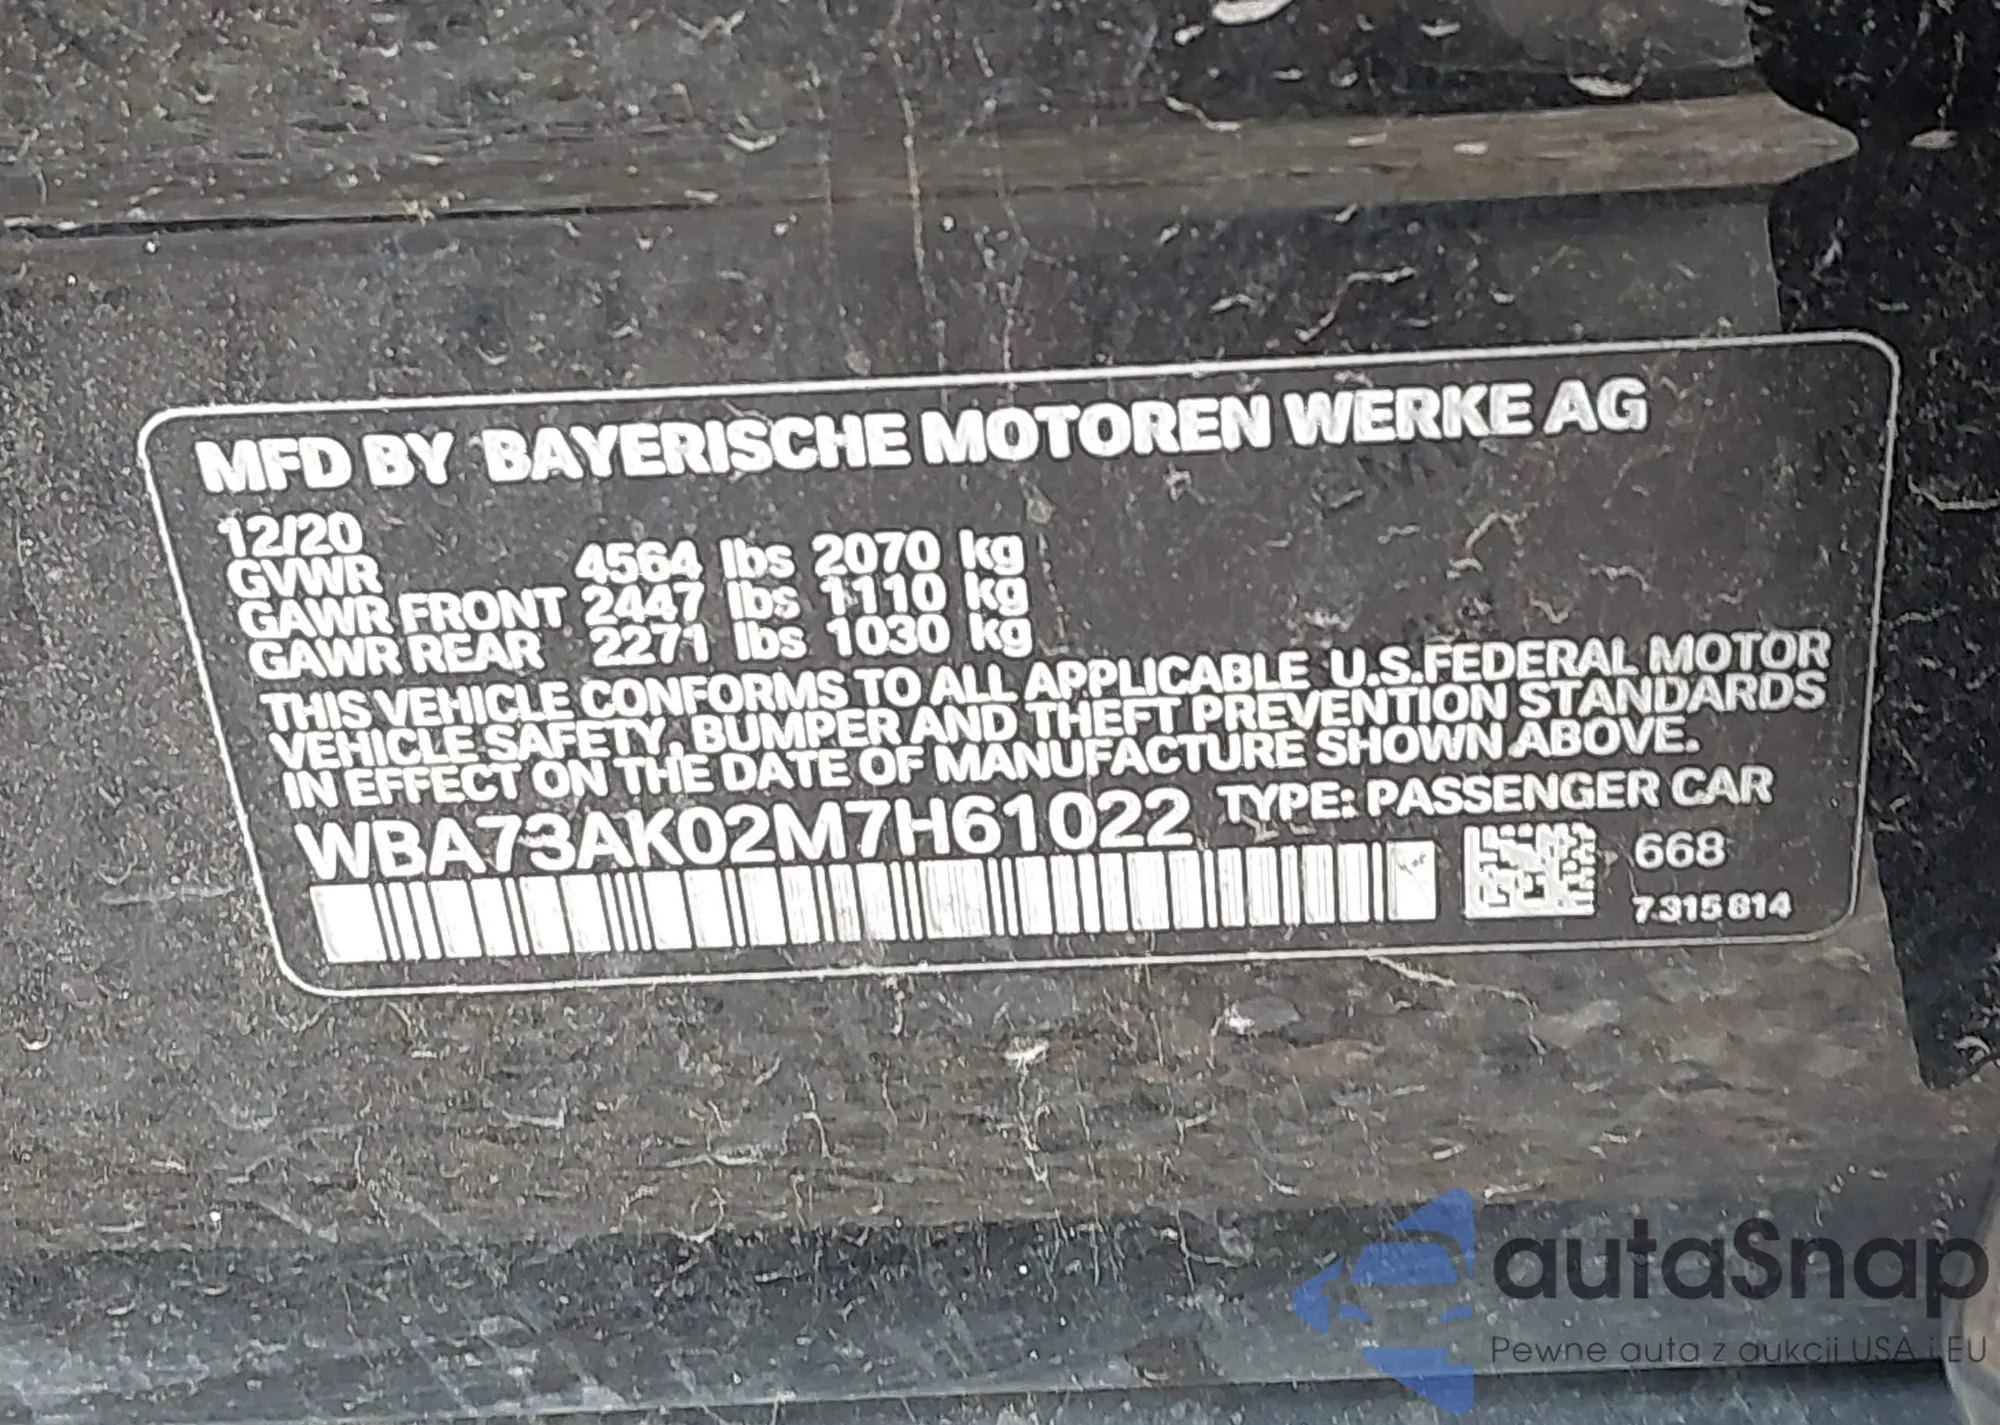 MFD BY BAYERISCHE MOTOREN WERKE AG
12/20
GVWR 4564 lbs 2070 kg
GAWR FRONT 2447 lbs 1110 kg
GAWR REAR 2271 lbs 1030 kg
THIS VEHICLE CONFORMS TO ALL APPLICABLE U.S.FEDERAL MOTOR
VEHICLE SAFETY, BUMPER AND THEFT PREVENTION STANDARDS
IN EFFECT ON THE DATE OF MANUFACTURE SHOWN ABOVE.
WBA73AK02M7H61022 TYPE: PASSENGER CAR
668
7 315 814
autaSnap
Pewne auta z aukcji USA i EU